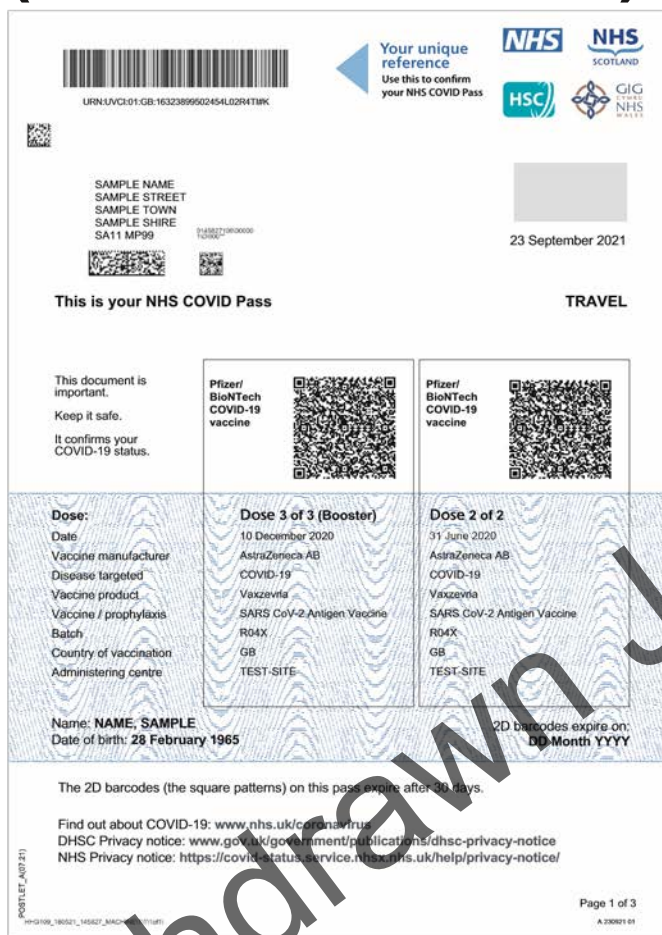 Your unique
reference
Use this to confirm
your NHS COVID Pass
NHS
NHS
SCOTLAND
HSC
GIG
CYMRU
NHS
WALES
URN:UVCI:01:GB:16323899502454L02R4TM#K
SAMPLE NAME
SAMPLE STREET
SAMPLE TOWN
SAMPLE SHIRE
SA11 MP99
23 September 2021
This is your NHS COVID Pass TRAVEL
This document is
important.
Keep it safe.
It confirms your
COVID-19 status.
Pfizer/
BioNTech
COVID-19
vaccine
Pfizer/
BioNTech
COVID-19
vaccine
Dose: Dose 3 of 3 (Booster) Dose 2 of 2
Date 10 December 2020 31 June 2020
Vaccine manufacturer AstraZeneca AB AstraZeneca AB
Disease targeted COVID-19 COVID-19
Vaccine product Vaxzevria Vaxzevria
Vaccine / prophylaxis SARS CoV-2 Antigen Vaccine SARS CoV-2 Antigen Vaccine
Batch R04X R04X
Country of vaccination GB GB
Administering centre TEST-SITE TEST-SITE
Name: NAME, SAMPLE 2D barcodes expire on:
Date of birth: 28 February 1965 DD Month YYYY
The 2D barcodes (the square patterns) on this pass expire after 30 days.
Find out about COVID-19: www.nhs.uk/coronavirus
DHSC Privacy notice: www.gov.uk/government/publications/dhsc-privacy-notice
NHS Privacy notice: https://covid-status.service.nhsx.nhs.uk/help/privacy-notice/
POSTLET_A(07.21)
Page 1 of 3
A 230921 01
hdrawn J